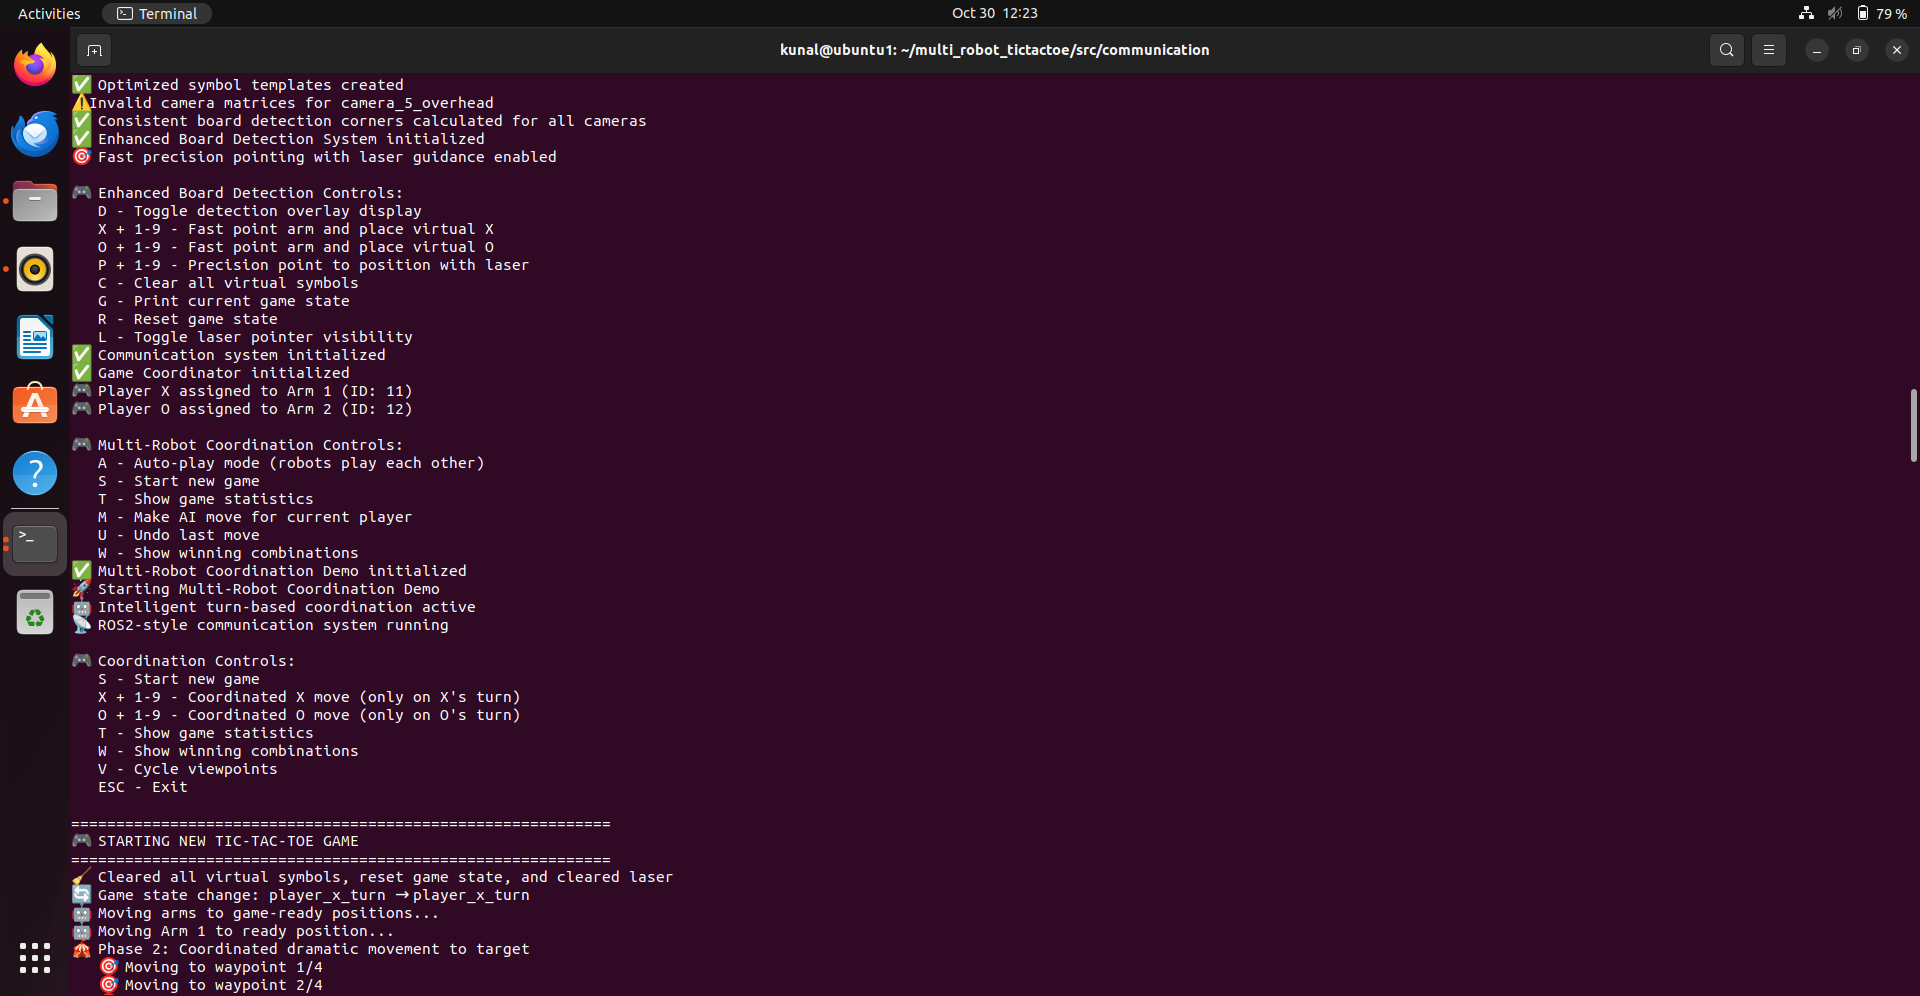 Activities
Terminal
Oct 30 12:23
79 %
kunal@ubuntu1: ~/multi_robot_tictactoe/src/communication
✅ Optimized symbol templates created
⚠️Invalid camera matrices for camera_5_overhead
✅ Consistent board detection corners calculated for all cameras
✅ Enhanced Board Detection System initialized
🎯 Fast precision pointing with laser guidance enabled
🎮 Enhanced Board Detection Controls:
D - Toggle detection overlay display
X + 1-9 - Fast point arm and place virtual X
O + 1-9 - Fast point arm and place virtual O
P + 1-9 - Precision point to position with laser
C - Clear all virtual symbols
G - Print current game state
R - Reset game state
L - Toggle laser pointer visibility
✅ Communication system initialized
✅ Game Coordinator initialized
🎮 Player X assigned to Arm 1 (ID: 11)
🎮 Player O assigned to Arm 2 (ID: 12)
🎮 Multi-Robot Coordination Controls:
A - Auto-play mode (robots play each other)
S - Start new game
T - Show game statistics
M - Make AI move for current player
U - Undo last move
W - Show winning combinations
✅ Multi-Robot Coordination Demo initialized
🚀 Starting Multi-Robot Coordination Demo
🤖 Intelligent turn-based coordination active
📡 ROS2-style communication system running
🎮 Coordination Controls:
S - Start new game
X + 1-9 - Coordinated X move (only on X's turn)
O + 1-9 - Coordinated O move (only on O's turn)
T - Show game statistics
W - Show winning combinations
V - Cycle viewpoints
ESC - Exit
============================================================
🎮 STARTING NEW TIC-TAC-TOE GAME
============================================================
🧹 Cleared all virtual symbols, reset game state, and cleared laser
🔄 Game state change: player_x_turn → player_x_turn
🤖 Moving arms to game-ready positions...
🤖 Moving Arm 1 to ready position...
🎪 Phase 2: Coordinated dramatic movement to target
🎯 Moving to waypoint 1/4
🎯 Moving to waypoint 2/4